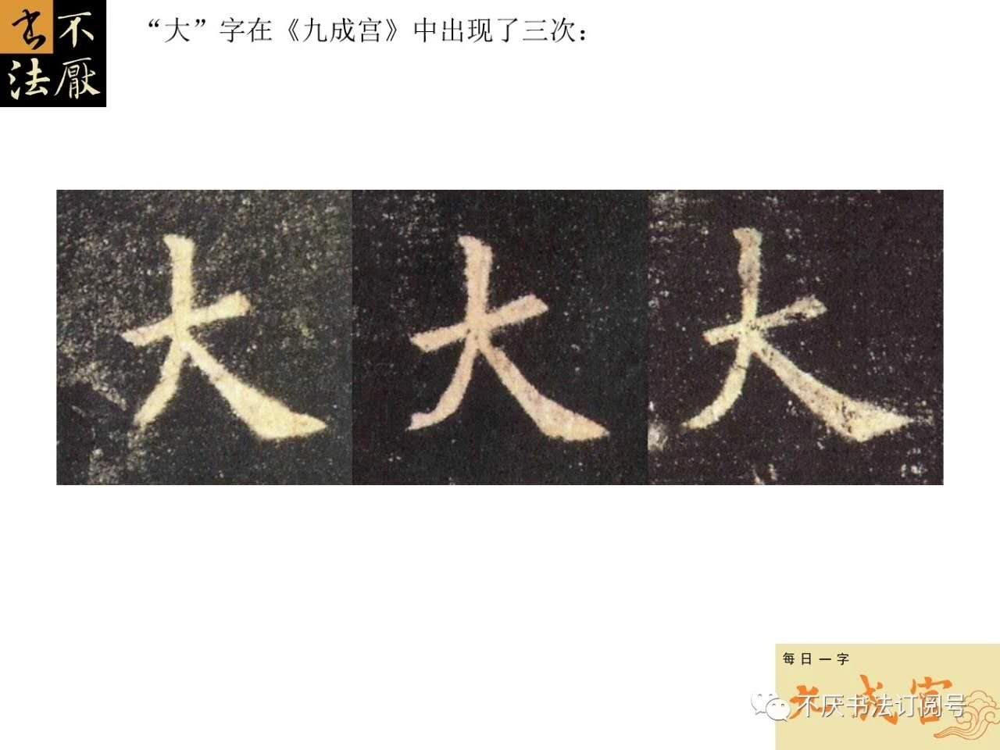 不厭
书法
“大”字在《九成宫》中出现了三次：
大 大 大
每日一字
九成宫
不厌书法订阅号